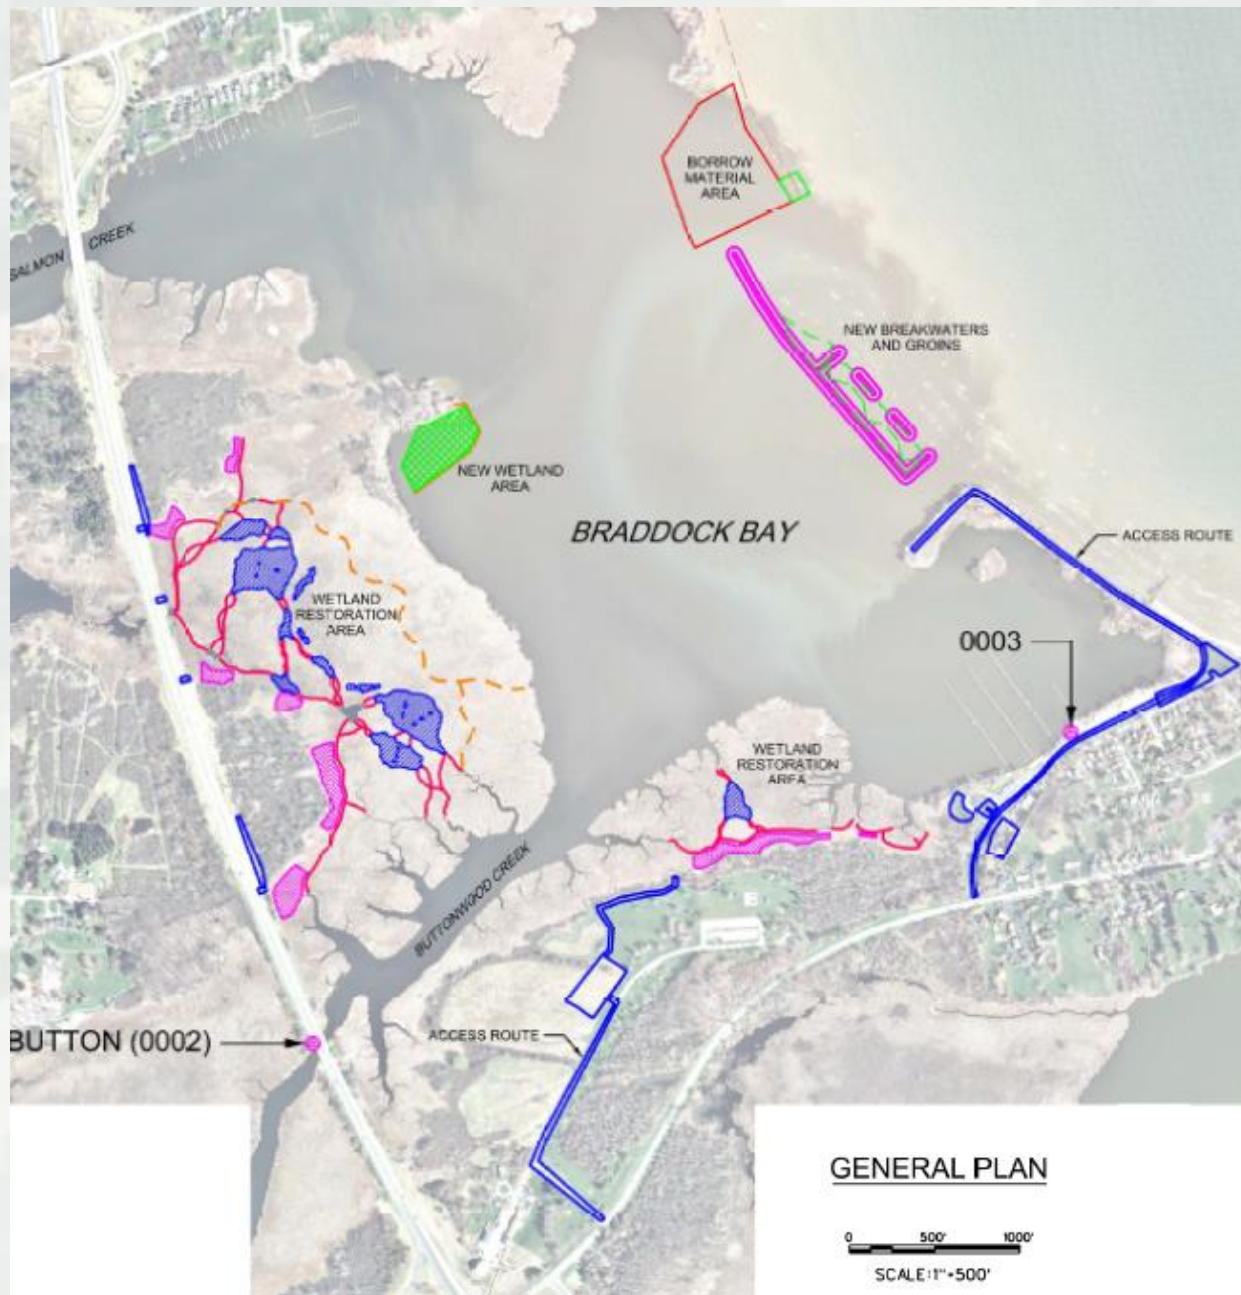 BORROW
MATERIAL
AREA
SALMON CREEK
NEW BREAKWATERS
AND GROINS
NEW WETLAND
AREA
BRADDOCK BAY
ACCESS ROUTE
WETLAND
RESTORATION
AREA
0003
WETLAND
RESTORATION
AREA
BUTTONWOOD CREEK
BUTTON (0002)
ACCESS ROUTE
GENERAL PLAN
0 500' 1000'
SCALE:1"=500'